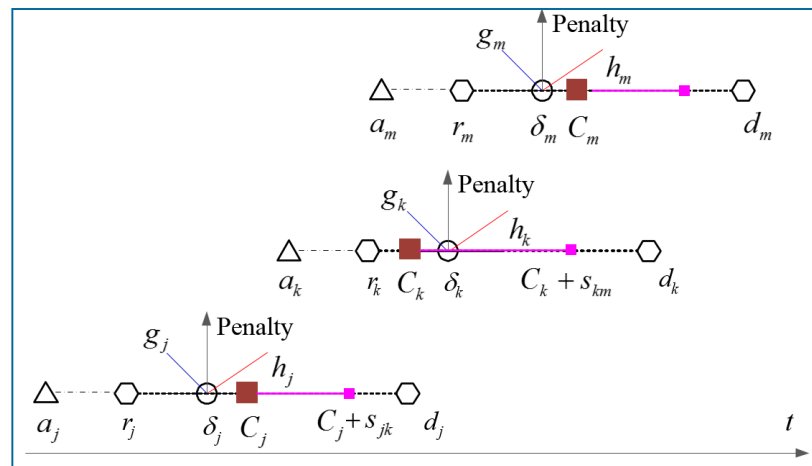 Penalty
g_m h_m
a_m r_m δ_m C_m d_m
Penalty
g_k h_k
a_k r_k C_k δ_k C_k + s_km d_k
Penalty
g_j h_j
a_j r_j δ_j C_j C_j + s_jk d_j
t